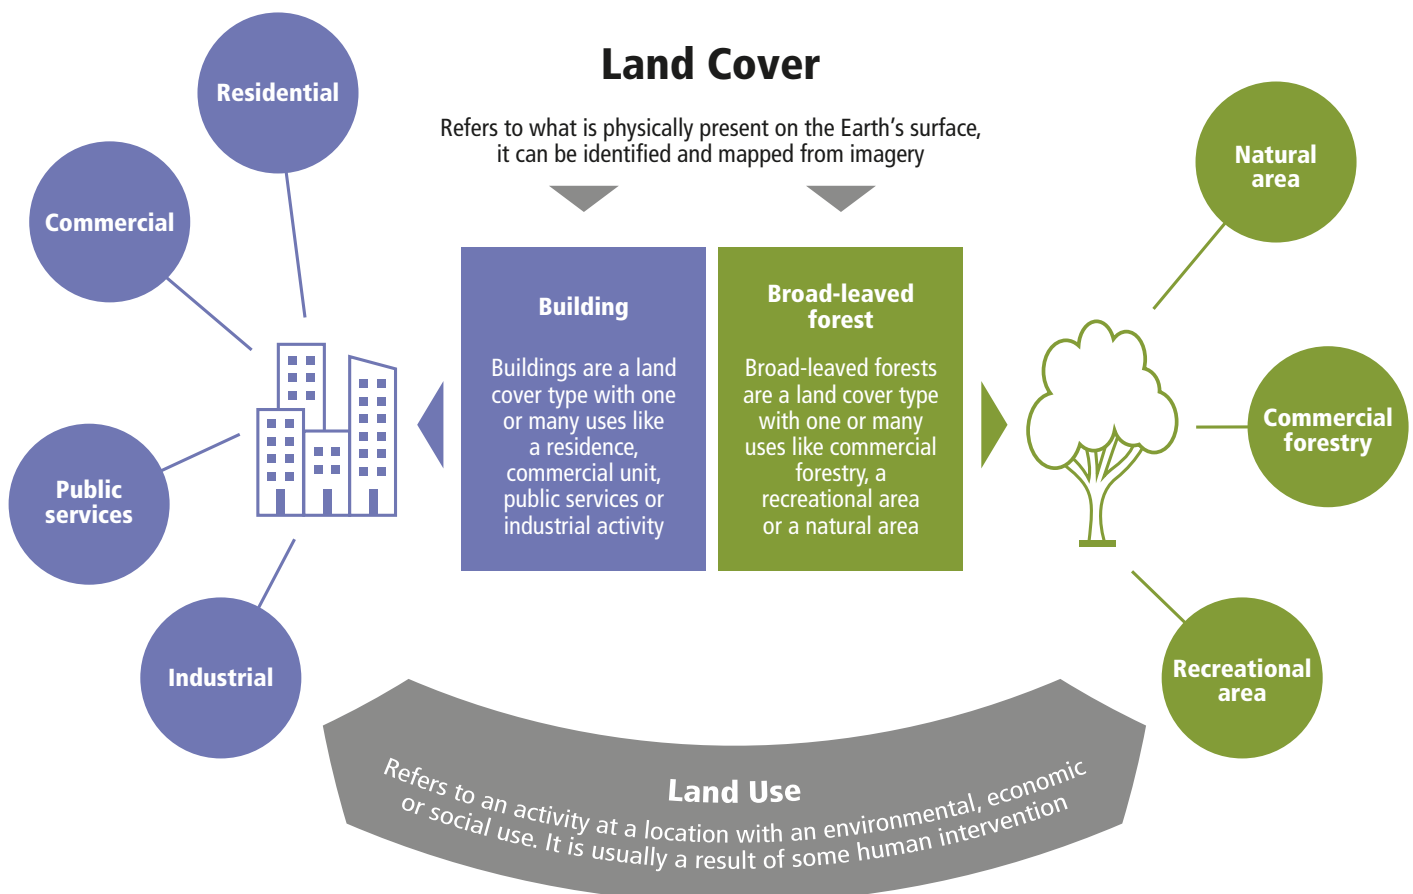 Land Cover
Refers to what is physically present on the Earth's surface,
it can be identified and mapped from imagery
Residential
Commercial
Public
services
Industrial
Building
Buildings are a land
cover type with one
or many uses like
a residence,
commercial unit,
public services or
industrial activity
Broad-leaved
forest
Broad-leaved forests
are a land cover type
with one or many
uses like commercial
forestry, a
recreational area
or a natural area
Natural
area
Commercial
forestry
Recreational
area
Land Use
Refers to an activity at a location with an environmental, economic
or social use. It is usually a result of some human intervention